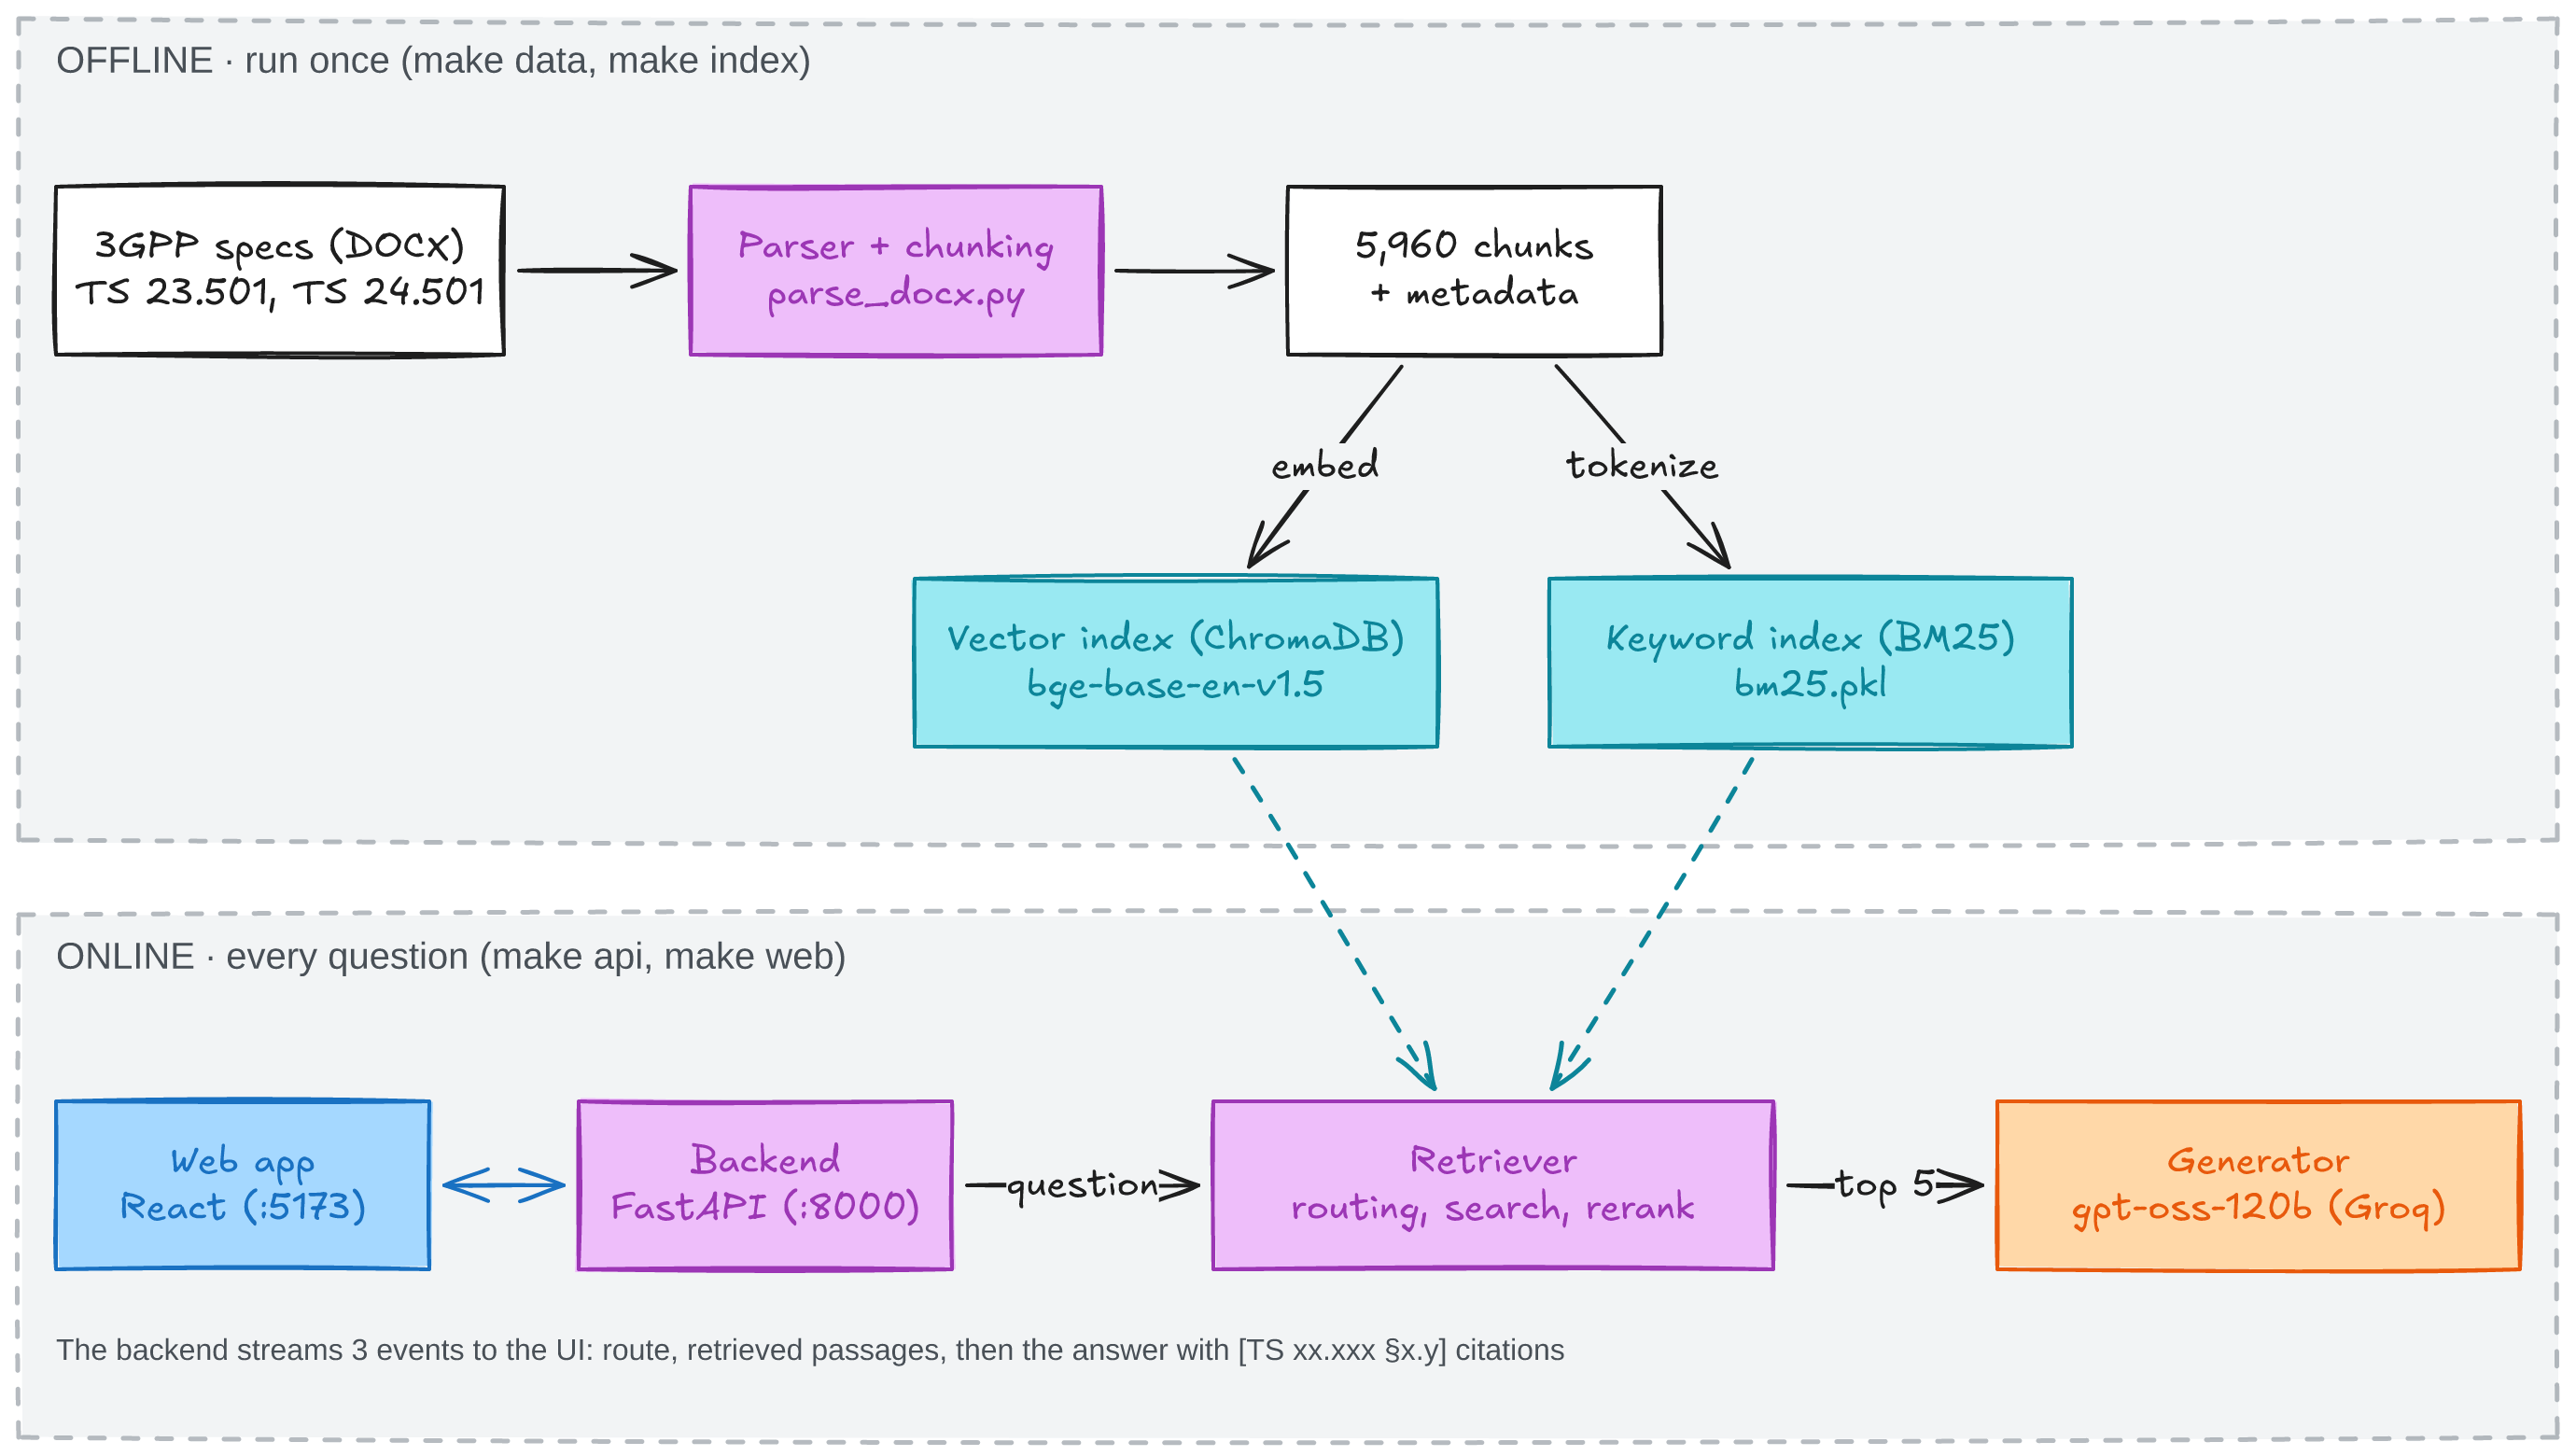 OFFLINE · run once (make data, make index)
3GPP specs (DOCX)
TS 23.501, TS 24.501
Parser + chunking
parse_docx.py
5,960 chunks
+ metadata
embed
tokenize
Vector index (ChromaDB)
bge-base-en-v1.5
Keyword index (BM25)
bm25.pkl
ONLINE · every question (make api, make web)
Web app
React (:5173)
Backend
FastAPI (:8000)
question
Retriever
routing, search, rerank
top 5
Generator
gpt-oss-120b (Groq)
The backend streams 3 events to the UI: route, retrieved passages, then the answer with [TS xx.xxx §x.y] citations